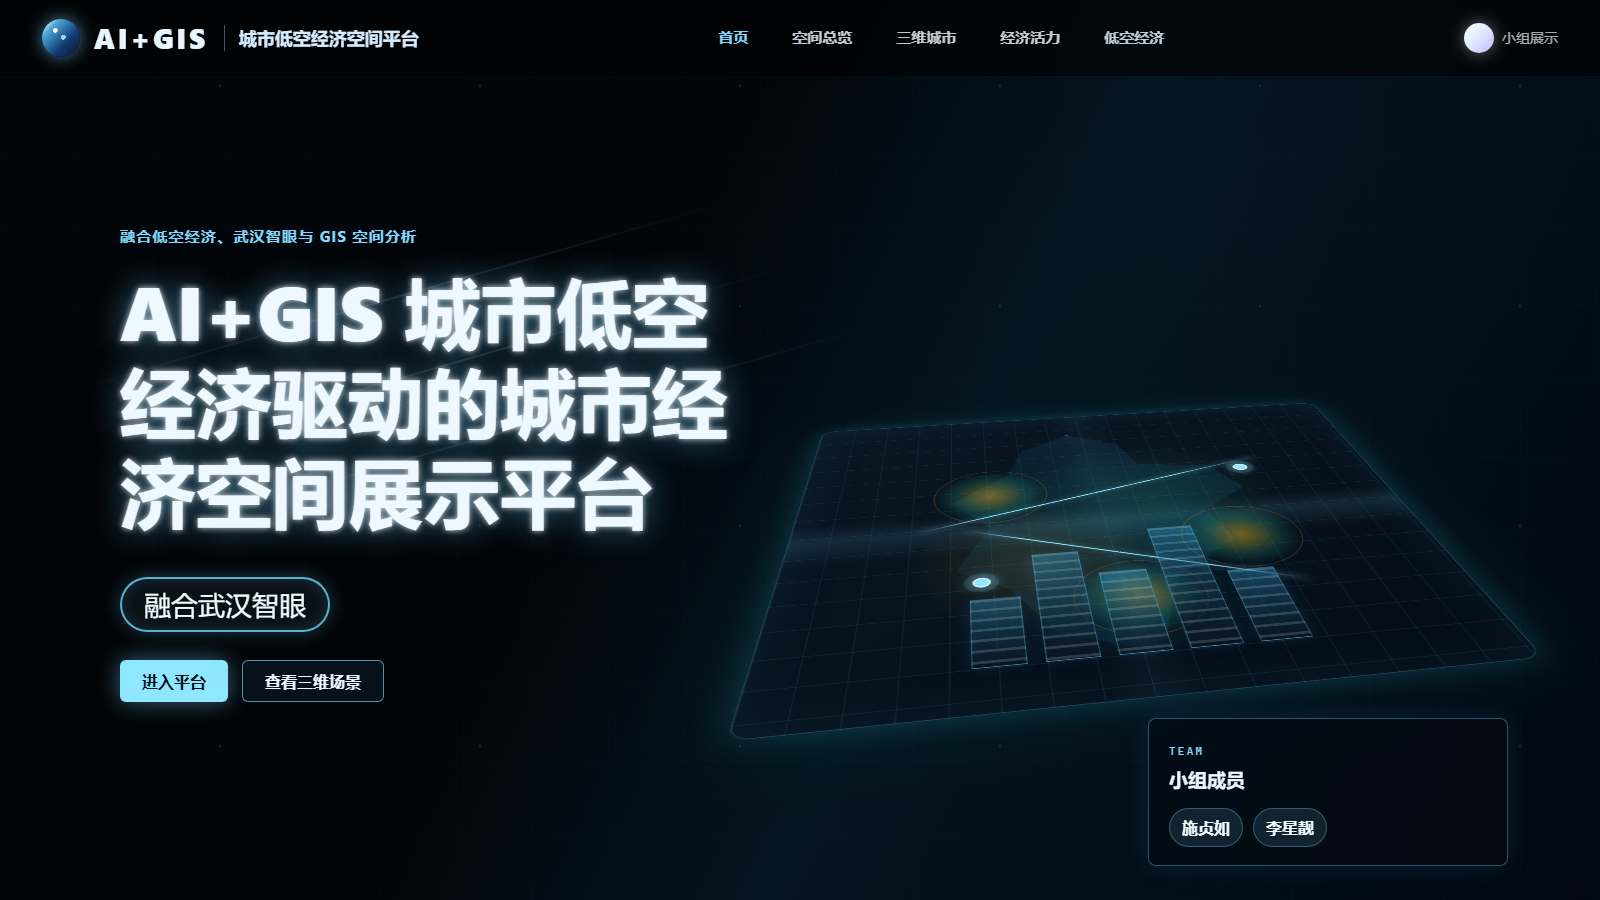 AI+GIS 城市低空经济空间平台 首页 空间总览 三维城市 经济活力 低空经济 小组展示
融合低空经济、武汉智眼与 GIS 空间分析
AI+GIS 城市低空
经济驱动的城市经
济空间展示平台
融合武汉智眼
进入平台 查看三维场景
TEAM
小组成员
施贞如 李星靓